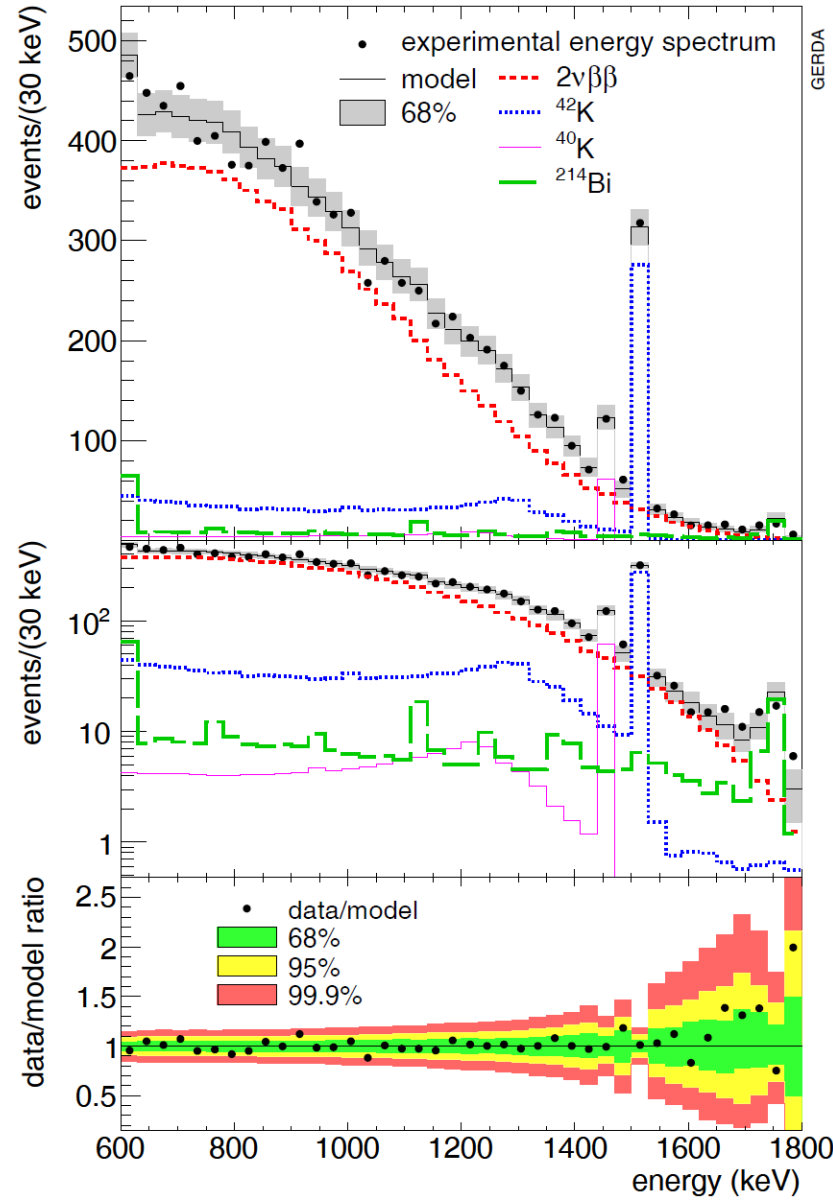 GERDA
events/(30 keV)
500
400
300
200
100
experimental energy spectrum
model
68%
2νββ
⁴²K
⁴⁰K
²¹⁴Bi
events/(30 keV)
10²
10
1
data/model ratio
2.5
2
1.5
1
0.5
data/model
68%
95%
99.9%
600 800 1000 1200 1400 1600 1800
energy (keV)